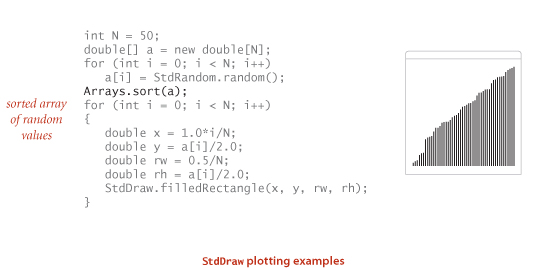 int N = 50;
double[] a = new double[N];
for (int i = 0; i < N; i++)
a[i] = StdRandom.random();
Arrays.sort(a);
for (int i = 0; i < N; i++)
{
double x = 1.0*i/N;
double y = a[i]/2.0;
double rw = 0.5/N;
double rh = a[i]/2.0;
StdDraw.filledRectangle(x, y, rw, rh);
}
sorted array
of random
values
StdDraw plotting examples